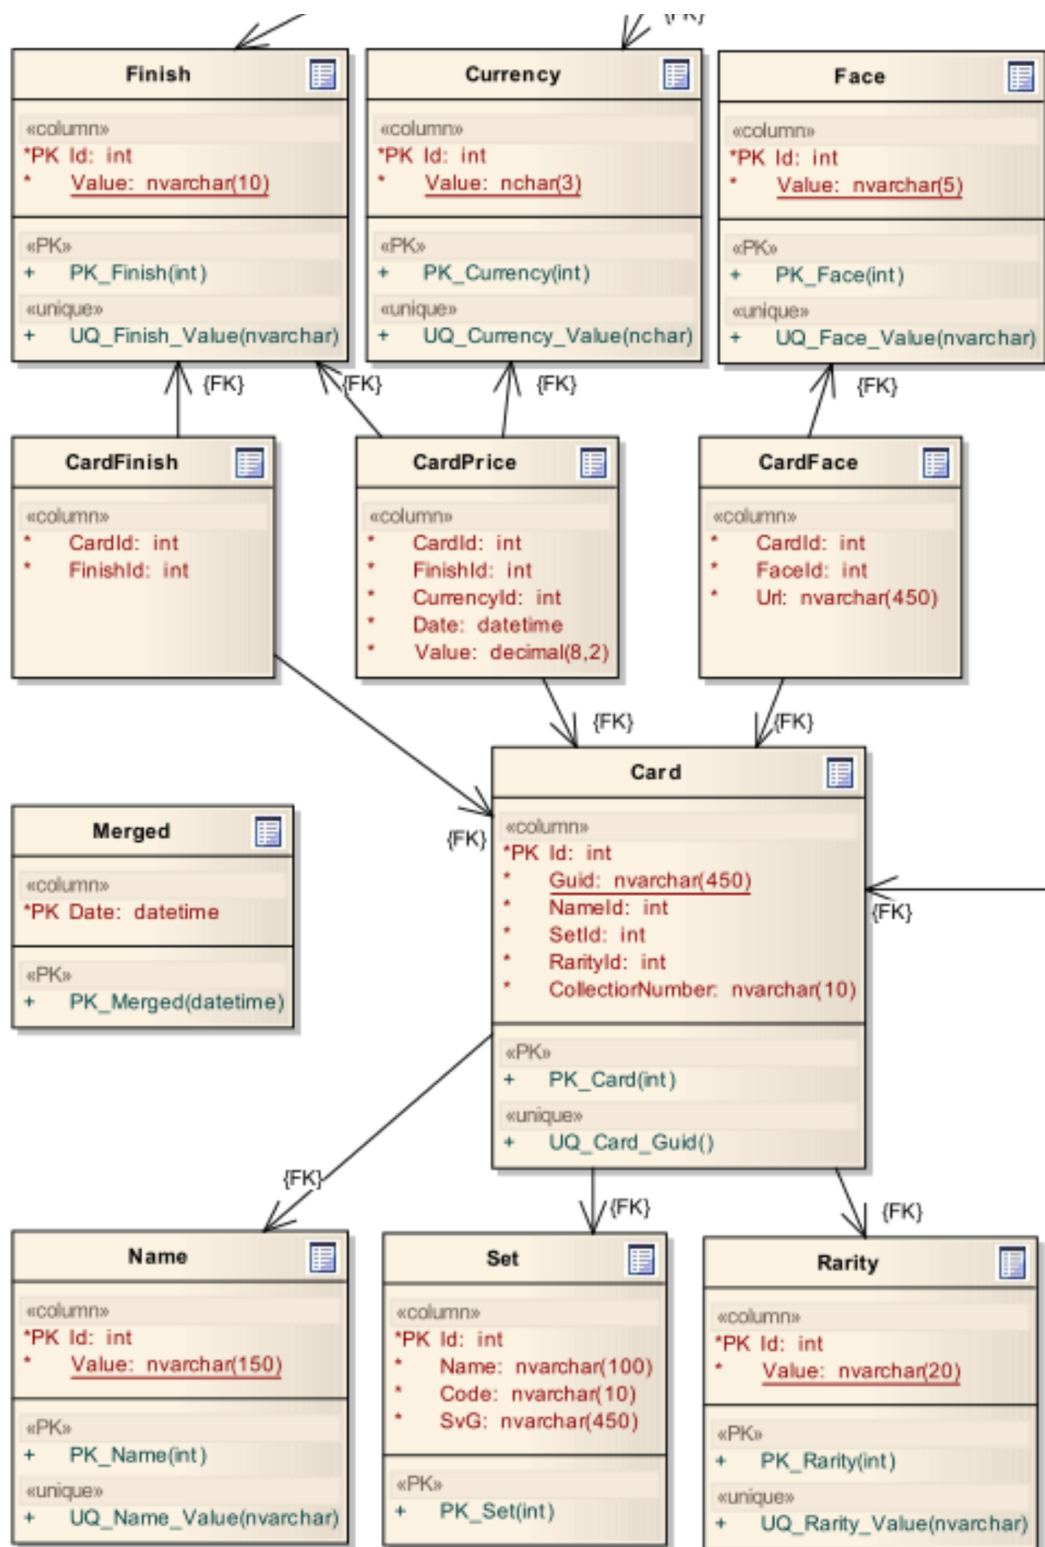 {FK}
Finish
«column»
*PK Id: int
* Value: nvarchar(10)
«PK»
+ PK_Finish(int)
«unique»
+ UQ_Finish_Value(nvarchar)
Currency
«column»
*PK Id: int
* Value: nchar(3)
«PK»
+ PK_Currency(int)
«unique»
+ UQ_Currency_Value(nchar)
Face
«column»
*PK Id: int
* Value: nvarchar(5)
«PK»
+ PK_Face(int)
«unique»
+ UQ_Face_Value(nvarchar)
{FK}
{FK}
{FK}
{FK}
CardFinish
«column»
* CardId: int
* FinishId: int
CardPrice
«column»
* CardId: int
* FinishId: int
* CurrencyId: int
* Date: datetime
* Value: decimal(8,2)
CardFace
«column»
* CardId: int
* FaceId: int
* Url: nvarchar(450)
{FK}
{FK}
{FK}
Merged
«column»
*PK Date: datetime
«PK»
+ PK_Merged(datetime)
Card
«column»
*PK Id: int
* Guid: nvarchar(450)
* NameId: int
* SetId: int
* RarityId: int
* CollectiorNumber: nvarchar(10)
«PK»
+ PK_Card(int)
«unique»
+ UQ_Card_Guid()
{FK}
{FK}
{FK}
{FK}
Name
«column»
*PK Id: int
* Value: nvarchar(150)
«PK»
+ PK_Name(int)
«unique»
+ UQ_Name_Value(nvarchar)
Set
«column»
*PK Id: int
* Name: nvarchar(100)
* Code: nvarchar(10)
* SvG: nvarchar(450)
«PK»
+ PK_Set(int)
Rarity
«column»
*PK Id: int
* Value: nvarchar(20)
«PK»
+ PK_Rarity(int)
«unique»
+ UQ_Rarity_Value(nvarchar)